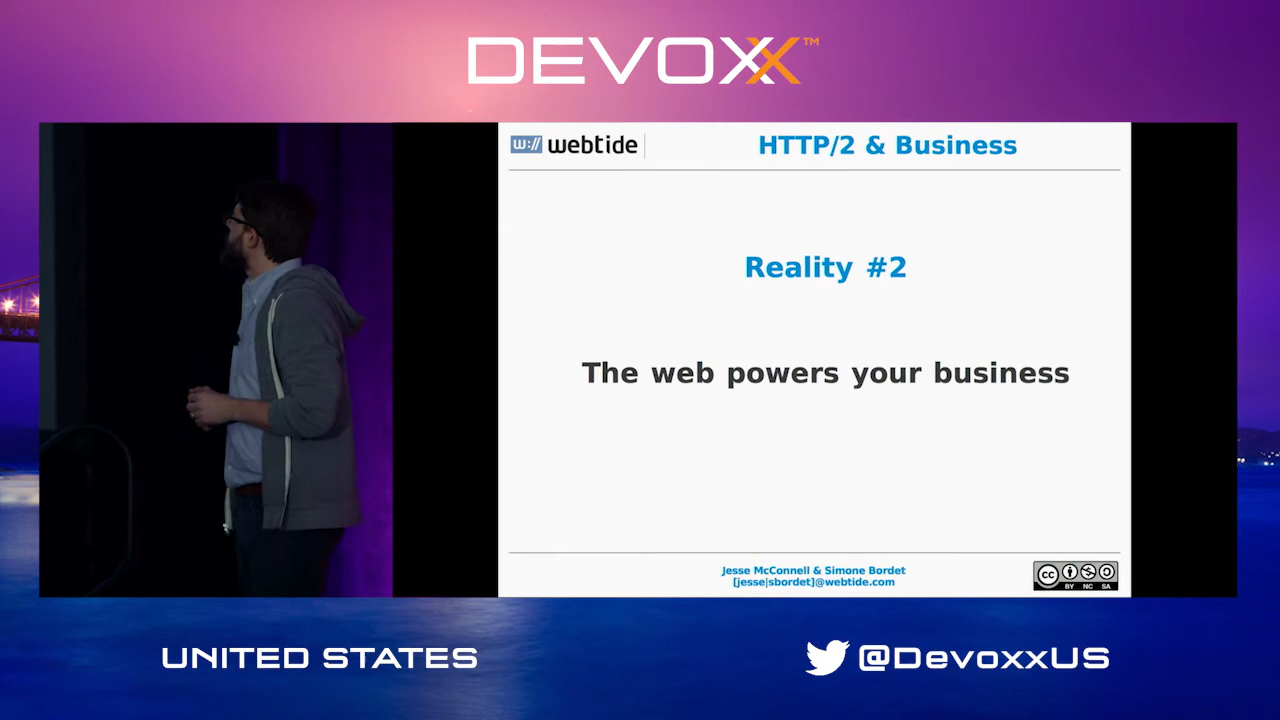 DEVOXX™
w:// webtide
HTTP/2 & Business
Reality #2
The web powers your business
Jesse McConnell & Simone Bordet
[jesse|sbordet]@webtide.com
cc
BY NC SA
UNITED STATES
@DevoxxUS